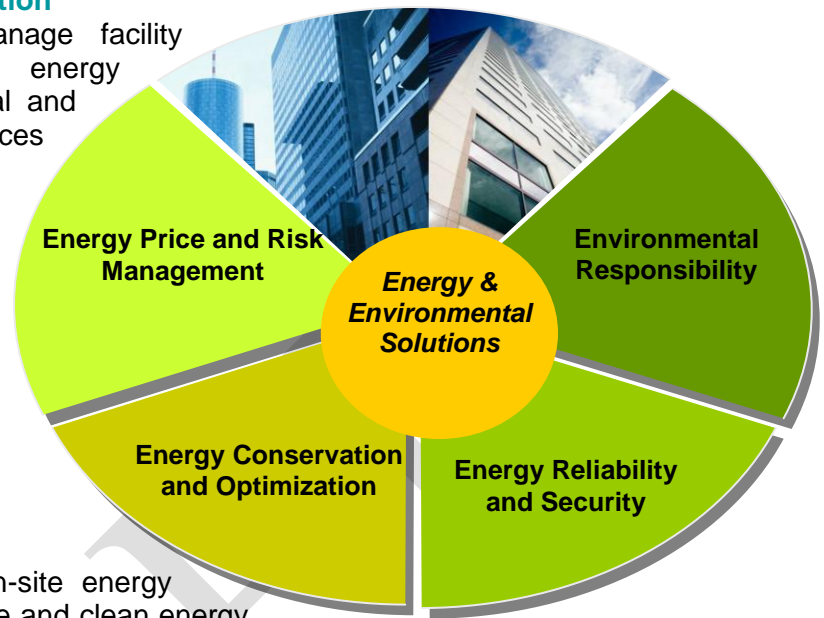 tion
anage facility
energy
al and
ces
Energy Price and Risk
Management
Environmental
Responsibility
Energy &
Environmental
Solutions
Energy Conservation
and Optimization
Energy Reliability
and Security
n-site energy
e and clean energy